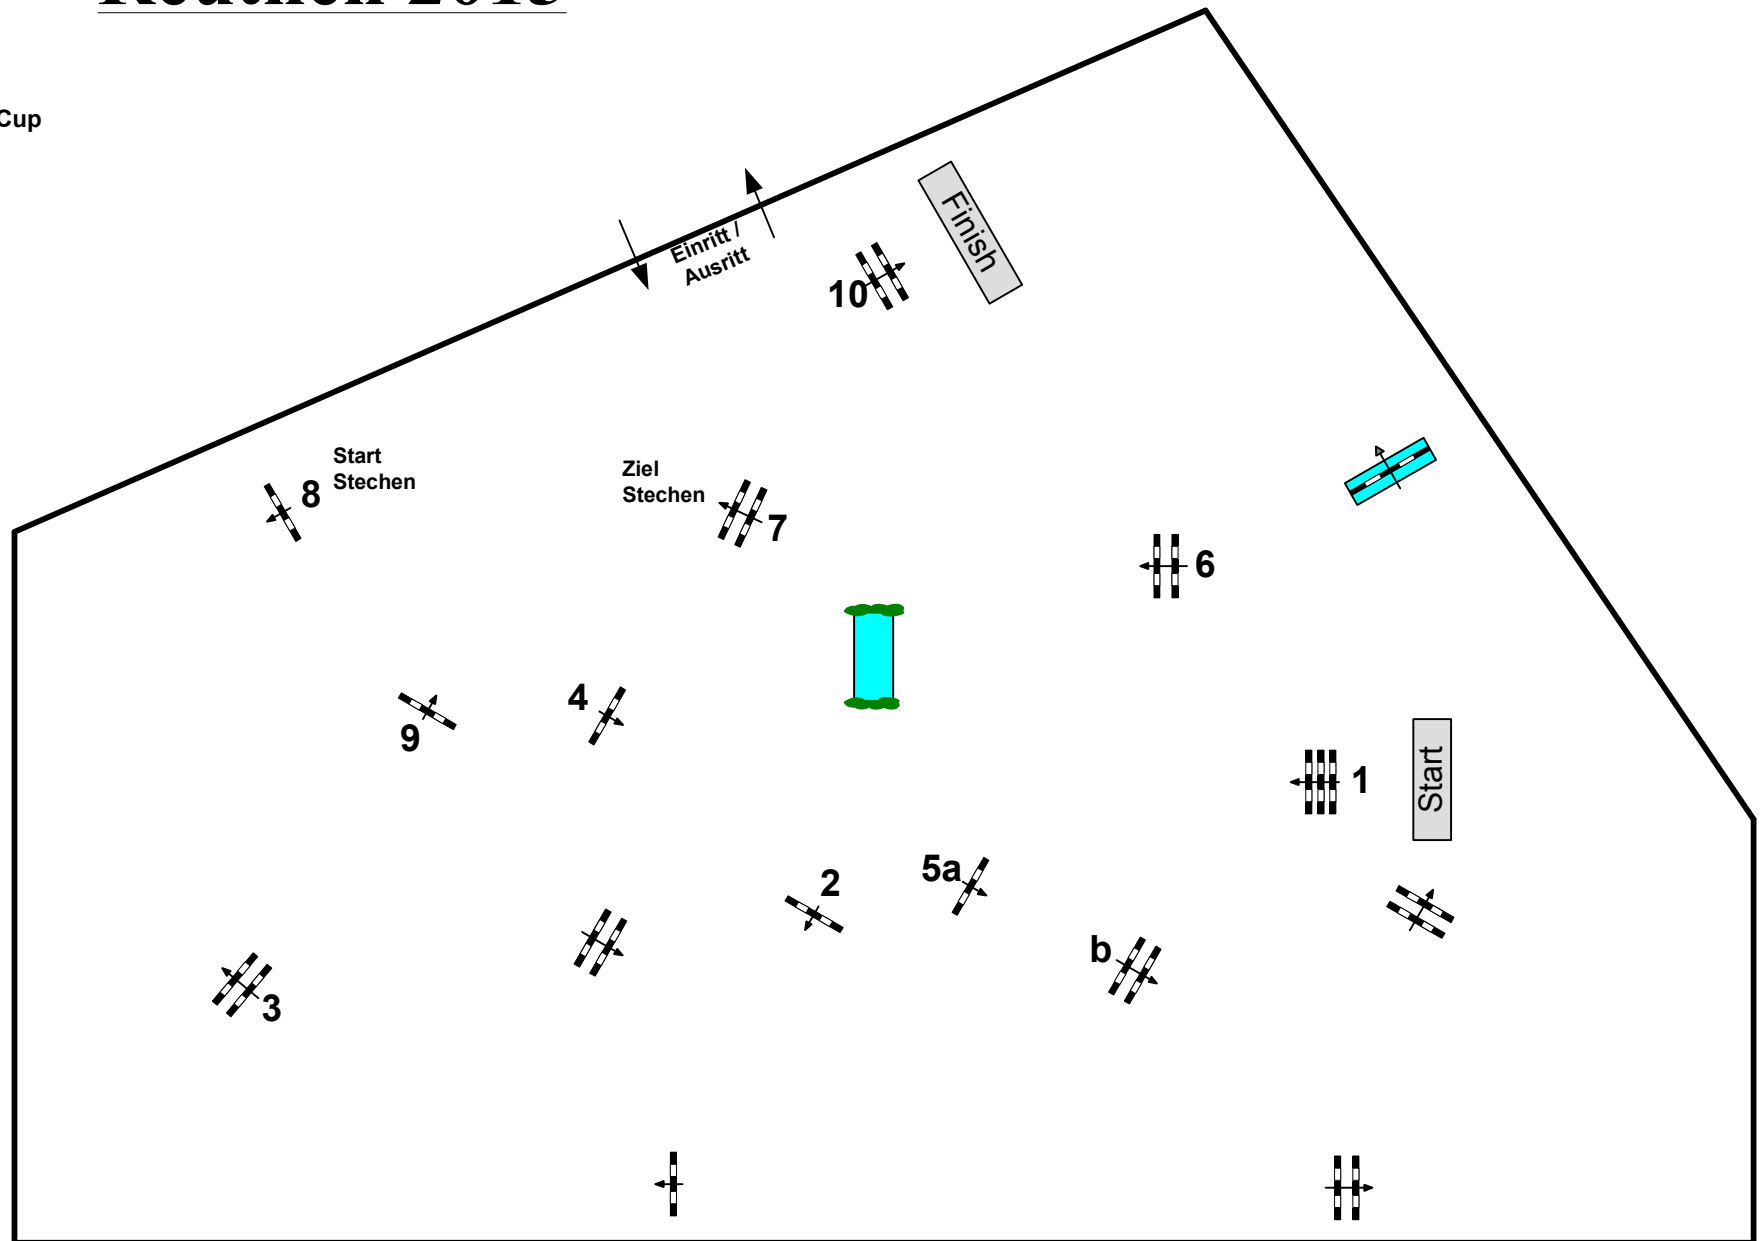 2013
Cup
Einritt /
Ausritt
Finish
10
Start
Stechen
8
Ziel
Stechen
7
6
4
9
1
Start
2
5a
b
3